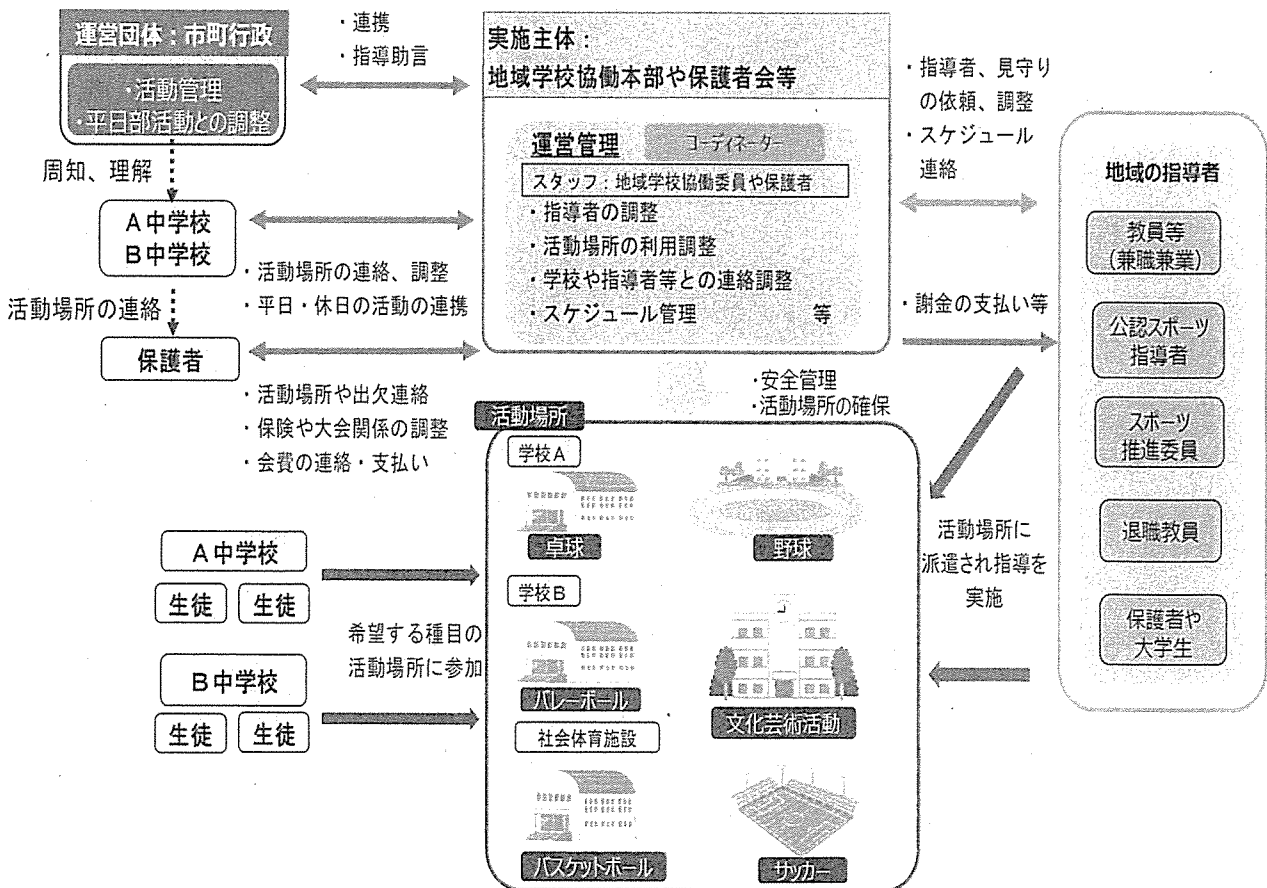 運営団体：市町行政
・活動管理
・平日部活動との調整
・連携
・指導助言
実施主体：
地域学校協働本部や保護者会等
運営管理
コーディネーター
スタッフ：地域学校協働委員や保護者
・指導者の調整
・活動場所の利用調整
・学校や指導者等との連絡調整
・スケジュール管理　等
・指導者、見守り
の依頼、調整
・スケジュール
連絡
周知、理解
A中学校
B中学校
・活動場所の連絡、調整
・平日・休日の活動の連携
活動場所の連絡
保護者
・活動場所や出欠連絡
・保険や大会関係の調整
・会費の連絡・支払い
・謝金の支払い等
地域の指導者
教員等
（兼職兼業）
公認スポーツ
指導者
スポーツ
推進委員
退職教員
保護者や
大学生
・安全管理
・活動場所の確保
活動場所
学校A
卓球
野球
学校B
バレーボール
文化芸術活動
社会体育施設
バスケットボール
サッカー
A中学校
生徒
生徒
B中学校
生徒
生徒
希望する種目の
活動場所に参加
活動場所に
派遣され指導を
実施